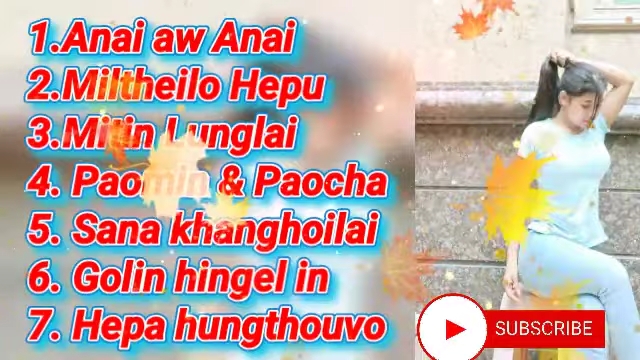 1.Anai aw Anai
2.Miltheilo Hepu
3.Mitin Lunglai
4. Paomin & Paocha
5. Sana khanghoilai
6. Golin hingel in
7. Hepa hungthouvo
SUBSCRIBE